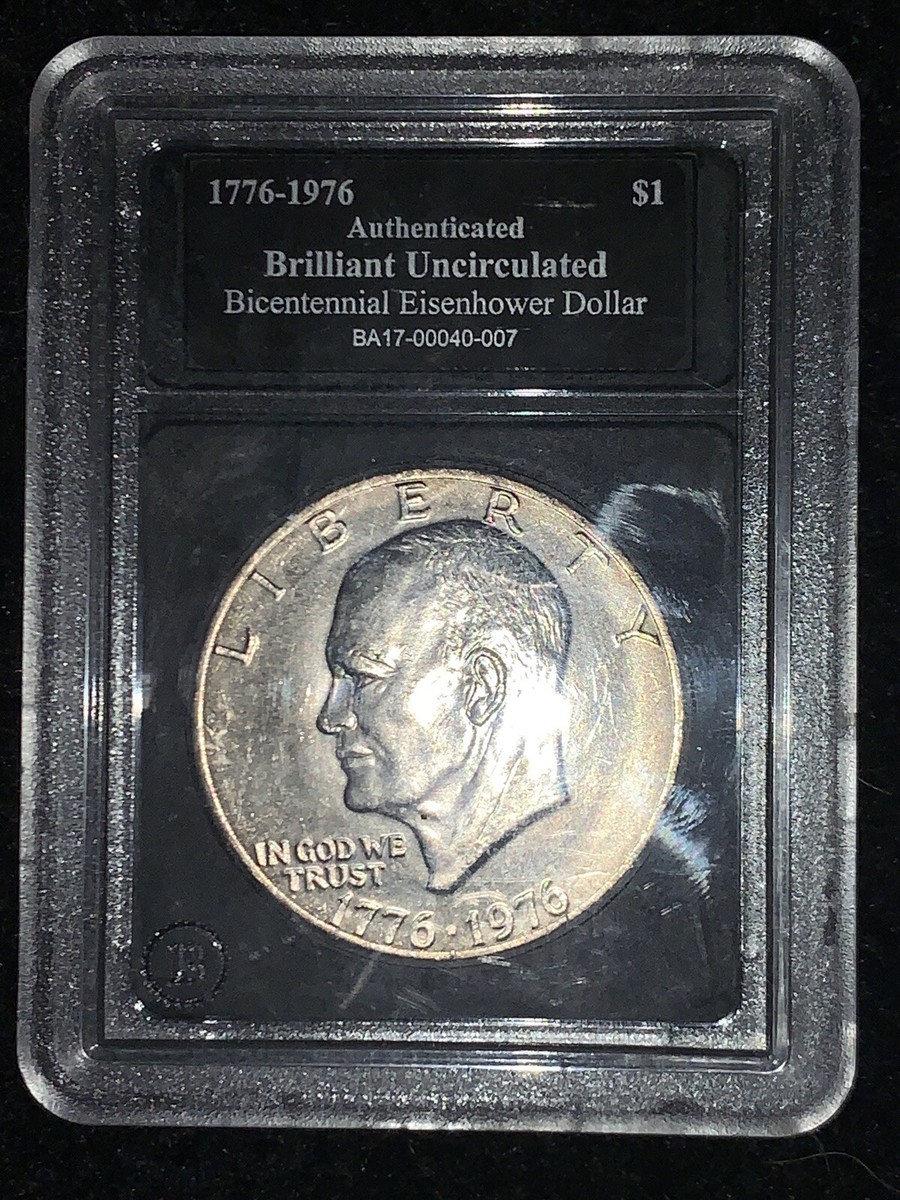 1776-1976 $1
Authenticated
Brilliant Uncirculated
Bicentennial Eisenhower Dollar
BA17-00040-007
LIBERTY
IN GOD WE
TRUST
1776·1976
B